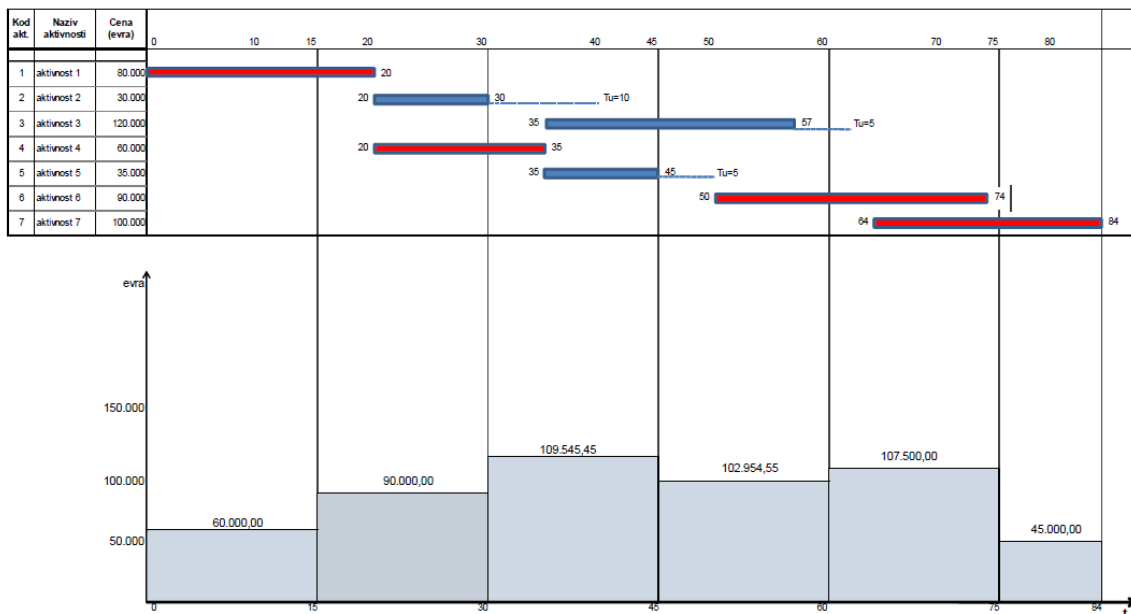 Kod akt. Naziv aktivnosti Cena (evra) 0 10 15 20 30 40 45 50 60 70 75 80
1 aktivnost 1 80.000 20
2 aktivnost 2 30.000 20 30 Tu=10
3 aktivnost 3 120.000 35 57 Tu=5
4 aktivnost 4 60.000 20 35
5 aktivnost 5 35.000 35 45 Tu=5
6 aktivnost 6 90.000 50 74
7 aktivnost 7 100.000 64 84
evra
150.000
109.545,45
107.500,00
102.954,55
100.000
90.000,00
60.000,00
45.000,00
50.000
0 15 30 45 60 75 84 t